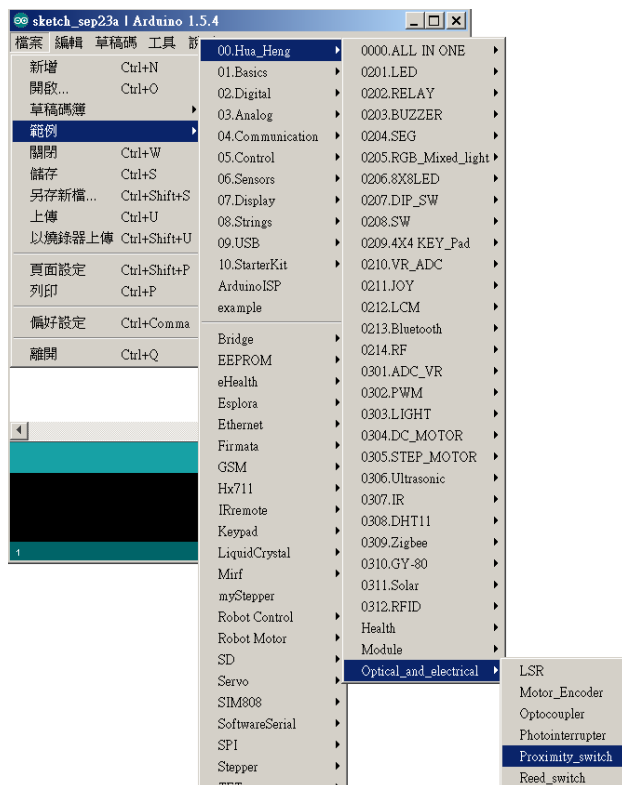 sketch_sep23a | Arduino 1.5.4
檔案 編輯 草稿碼 工具
新增 Ctrl+N
開啟... Ctrl+O
草稿碼簿
範例
關閉 Ctrl+W
儲存 Ctrl+S
另存新檔... Ctrl+Shift+S
上傳 Ctrl+U
以燒錄器上傳 Ctrl+Shift+U
頁面設定 Ctrl+Shift+P
列印 Ctrl+P
偏好設定 Ctrl+Comma
離開 Ctrl+Q
1
00.Hua_Heng
01.Basics
02.Digital
03.Analog
04.Communication
05.Control
06.Sensors
07.Display
08.Strings
09.USB
10.StarterKit
ArduinoISP
example
Bridge
EEPROM
eHealth
Esplora
Ethernet
Firmata
GSM
Hx711
IRremote
Keypad
LiquidCrystal
Mirf
myStepper
Robot Control
Robot Motor
SD
Servo
SIM808
SoftwareSerial
SPI
Stepper
0000.ALL IN ONE
0201.LED
0202.RELAY
0203.BUZZER
0204.SEG
0205.RGB_Mixed_light
0206.8X8LED
0207.DIP_SW
0208.SW
0209.4X4 KEY_Pad
0210.VR_ADC
0211.JOY
0212.LCM
0213.Bluetooth
0214.RF
0301.ADC_VR
0302.PWM
0303.LIGHT
0304.DC_MOTOR
0305.STEP_MOTOR
0306.Ultrasonic
0307.IR
0308.DHT11
0309.Zigbee
0310.GY-80
0311.Solar
0312.RFID
Health
Module
Optical_and_electrical
LSR
Motor_Encoder
Optocoupler
Photointerrupter
Proximity_switch
Reed_switch